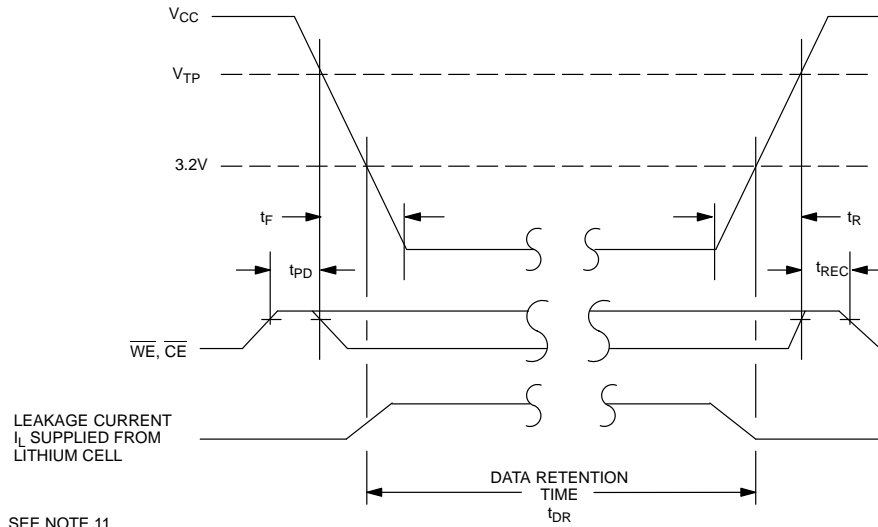 VCC
VTP
3.2V
tF
tR
tPD
tREC
WE, CE
LEAKAGE CURRENT
IL SUPPLIED FROM
LITHIUM CELL
DATA RETENTION
TIME
tDR
SEE NOTE 11